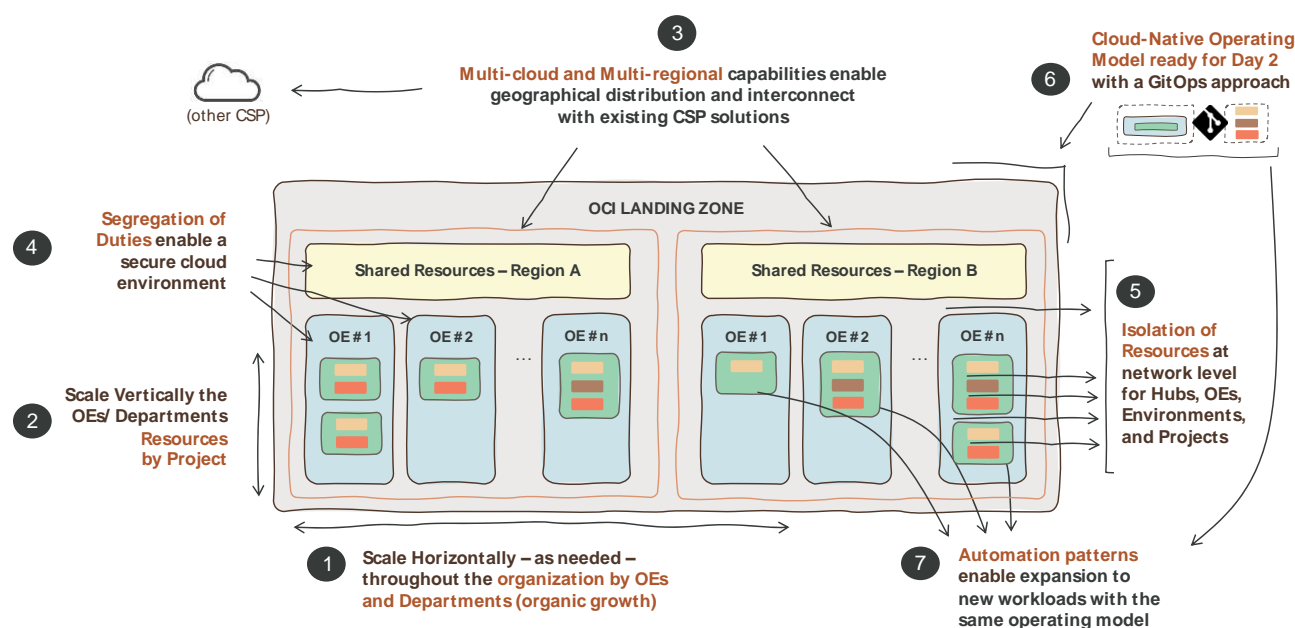 3
Multi-cloud and Multi-regional capabilities enable
geographical distribution and interconnect
with existing CSP solutions
(other CSP)
6
Cloud-Native Operating
Model ready for Day 2
with a GitOps approach
OCI LANDING ZONE
4
Segregation of
Duties enable a
secure cloud
environment
Shared Resources – Region A
Shared Resources – Region B
OE # 1
OE # 2
...
OE # n
OE # 1
OE # 2
...
OE # n
5
Isolation of
Resources at
network level
for Hubs, OEs,
Environments,
and Projects
2
Scale Vertically the
OEs/ Departments
Resources
by Project
1
Scale Horizontally – as needed –
throughout the organization by OEs
and Departments (organic growth)
7
Automation patterns
enable expansion to
new workloads with the
same operating model